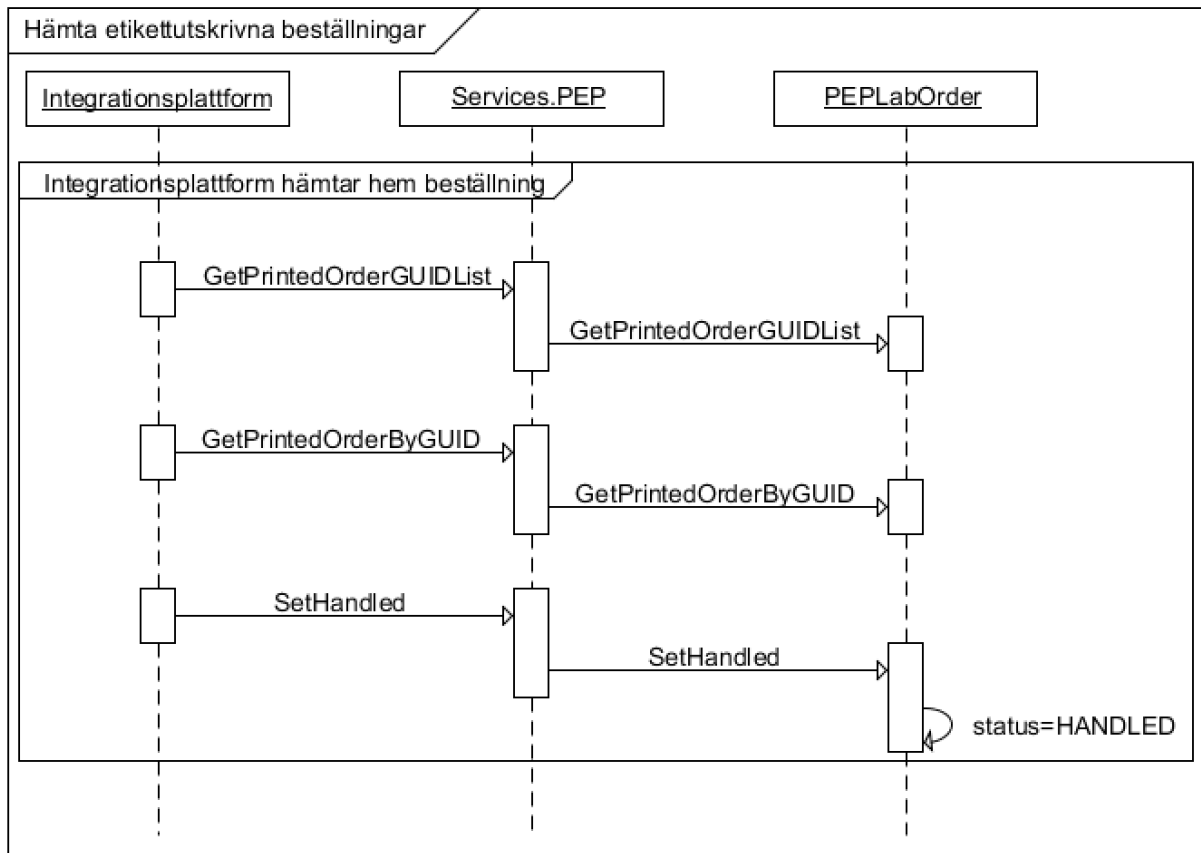 Hämta etikettutskrivna beställningar
Integrationsplattform
Services.PEP
PEPLabOrder
Integrationsplattform hämtar hem beställning
GetPrintedOrderGUIDList
GetPrintedOrderGUIDList
GetPrintedOrderByGUID
GetPrintedOrderByGUID
SetHandled
SetHandled
status=HANDLED